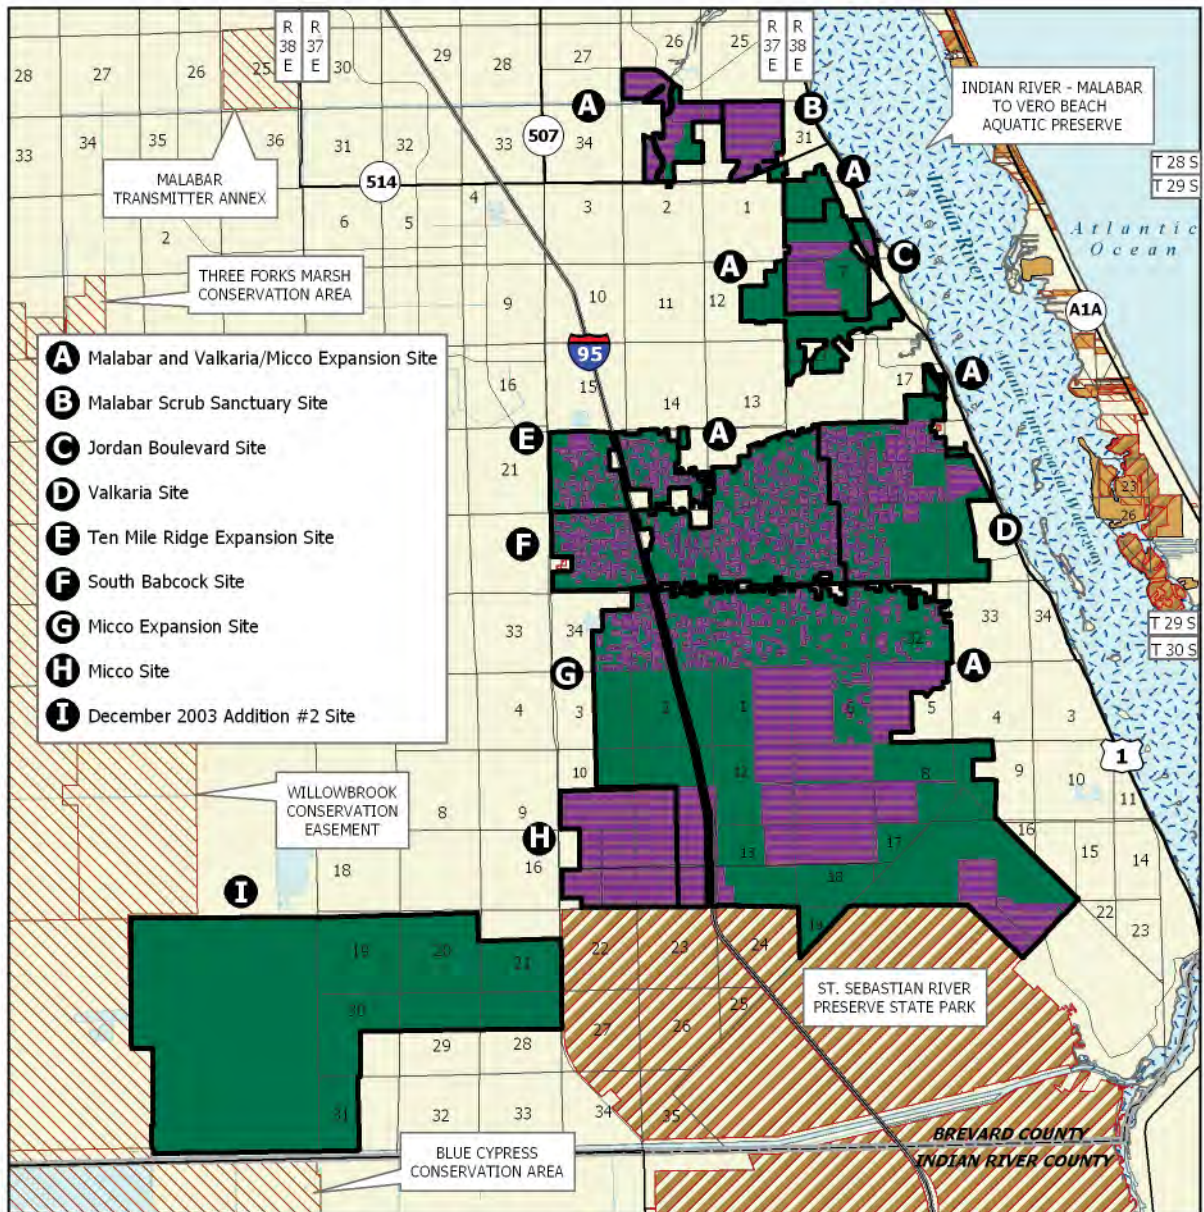 R
38
E
R
37
E
R
37
E
R
38
E
28
27
26
25
30
29
28
27
26
25
INDIAN RIVER - MALABAR
TO VERO BEACH
AQUATIC PRESERVE
A
B
33
34
35
36
31
32
33
507
34
31
T 28 S
T 29 S
MALABAR
TRANSMITTER ANNEX
514
A
2
6
5
4
3
2
1
Indian River
Atlantic
Ocean
THREE FORKS MARSH
CONSERVATION AREA
A
7
C
9
10
11
12
A1A
95
A Malabar and Valkaria/Micco Expansion Site
B Malabar Scrub Sanctuary Site
C Jordan Boulevard Site
D Valkaria Site
E Ten Mile Ridge Expansion Site
F South Babcock Site
G Micco Expansion Site
H Micco Site
I December 2003 Addition #2 Site
16
15
14
13
17
A
Atlantic Intracoastal Waterway
E
A
21
23
26
F
D
33
34
32
33
34
T 29 S
T 30 S
G
A
4
3
2
1
6
5
4
3
1
10
12
8
9
10
11
WILLOWBROOK
CONSERVATION
EASEMENT
8
9
H
16
13
17
16
15
14
18
18
I
22
23
19
19
20
21
22
23
24
ST. SEBASTIAN RIVER
PRESERVE STATE PARK
30
25
29
28
27
26
31
32
33
34
35
BLUE CYPRESS
CONSERVATION AREA
BREVARD COUNTY
INDIAN RIVER COUNTY